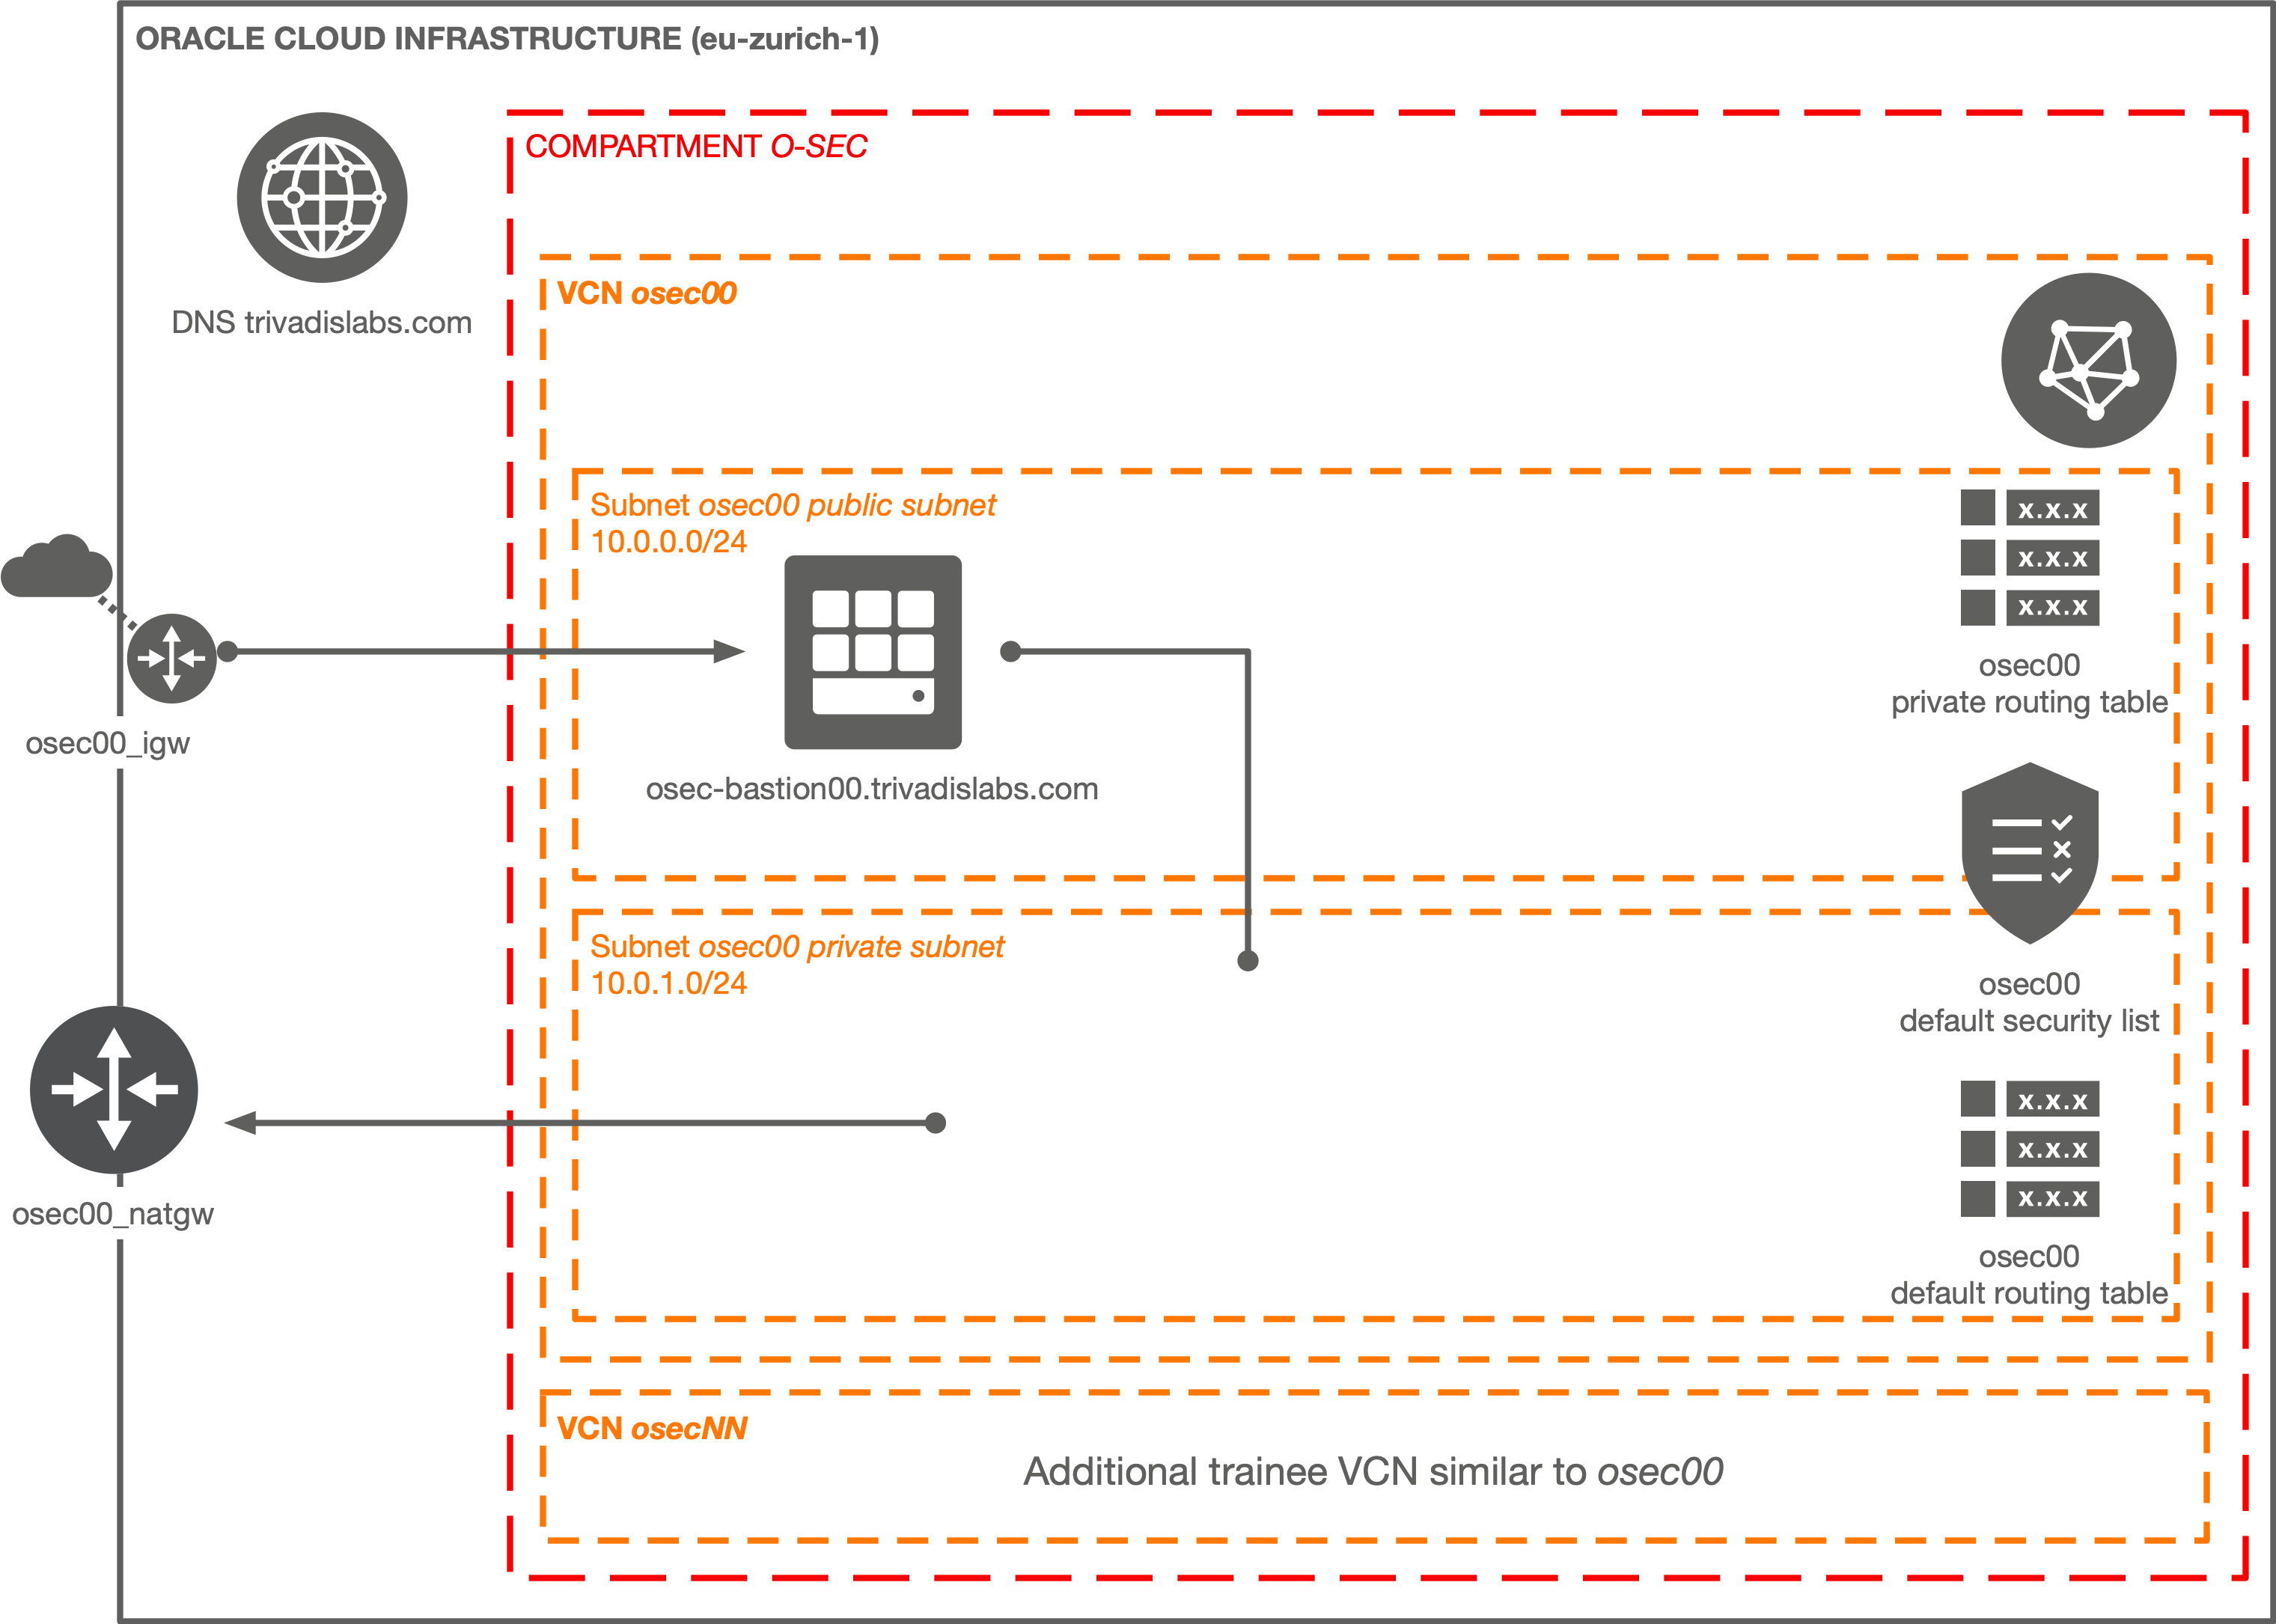 ORACLE CLOUD INFRASTRUCTURE (eu-zurich-1)
DNS trivadislabs.com
COMPARTMENT O-SEC
VCN osec00
Subnet osec00 public subnet
10.0.0.0/24
osec-bastion00.trivadislabs.com
x.x.x
x.x.x
x.x.x
osec00
private routing table
osec00_igw
Subnet osec00 private subnet
10.0.1.0/24
osec00
default security list
x.x.x
x.x.x
x.x.x
osec00
default routing table
osec00_natgw
VCN osecNN
Additional trainee VCN similar to osec00